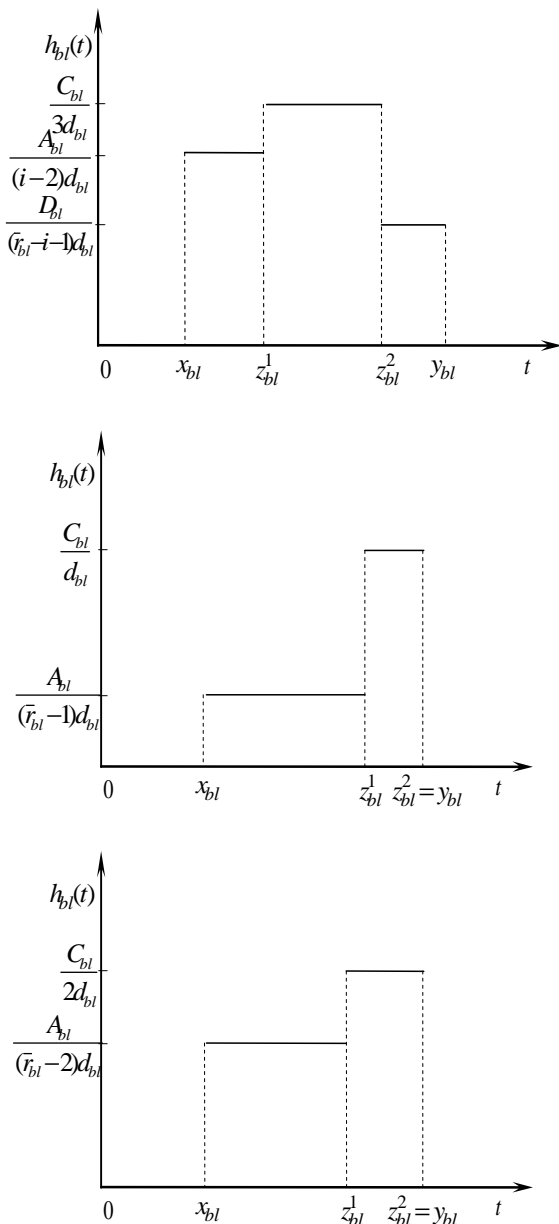 h_{bl}(t)
C_{bl}
3d_{bl}
A_{bl}
(i-2)d_{bl}
D_{bl}
(r̄_{bl}-i-1)d_{bl}
0 x_{bl} z^1_{bl} z^2_{bl} y_{bl} t
h_{bl}(t)
C_{bl}
d_{bl}
A_{bl}
(r̄_{bl}-1)d_{bl}
0 x_{bl} z^1_{bl} z^2_{bl}=y_{bl} t
h_{bl}(t)
C_{bl}
2d_{bl}
A_{bl}
(r̄_{bl}-2)d_{bl}
0 x_{bl} z^1_{bl} z^2_{bl}=y_{bl} t